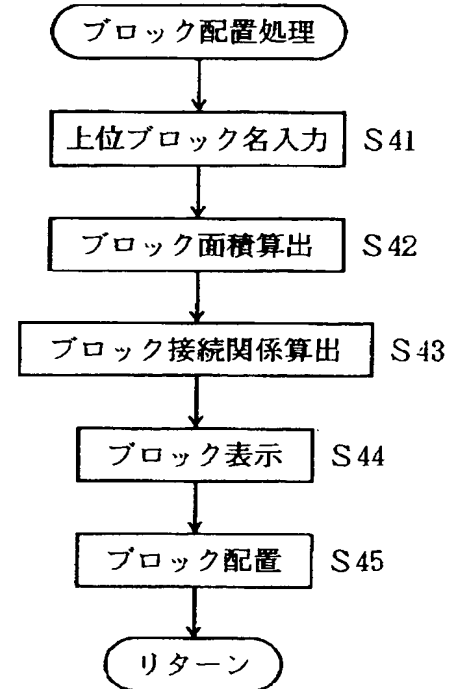 ブロック配置処理
上位ブロック名入力 S41
ブロック面積算出 S42
ブロック接続関係算出 S43
ブロック表示 S44
ブロック配置 S45
リターン